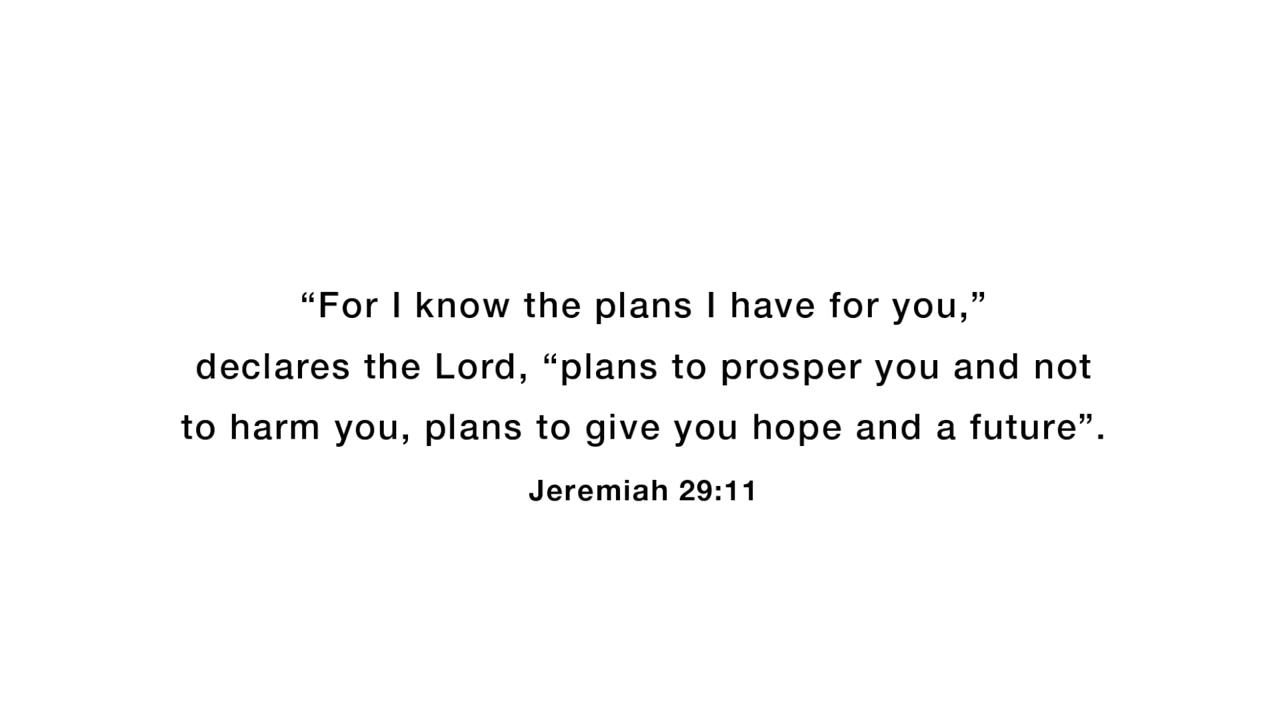 “For I know the plans I have for you,”
declares the Lord, “plans to prosper you and not
to harm you, plans to give you hope and a future”.
Jeremiah 29:11